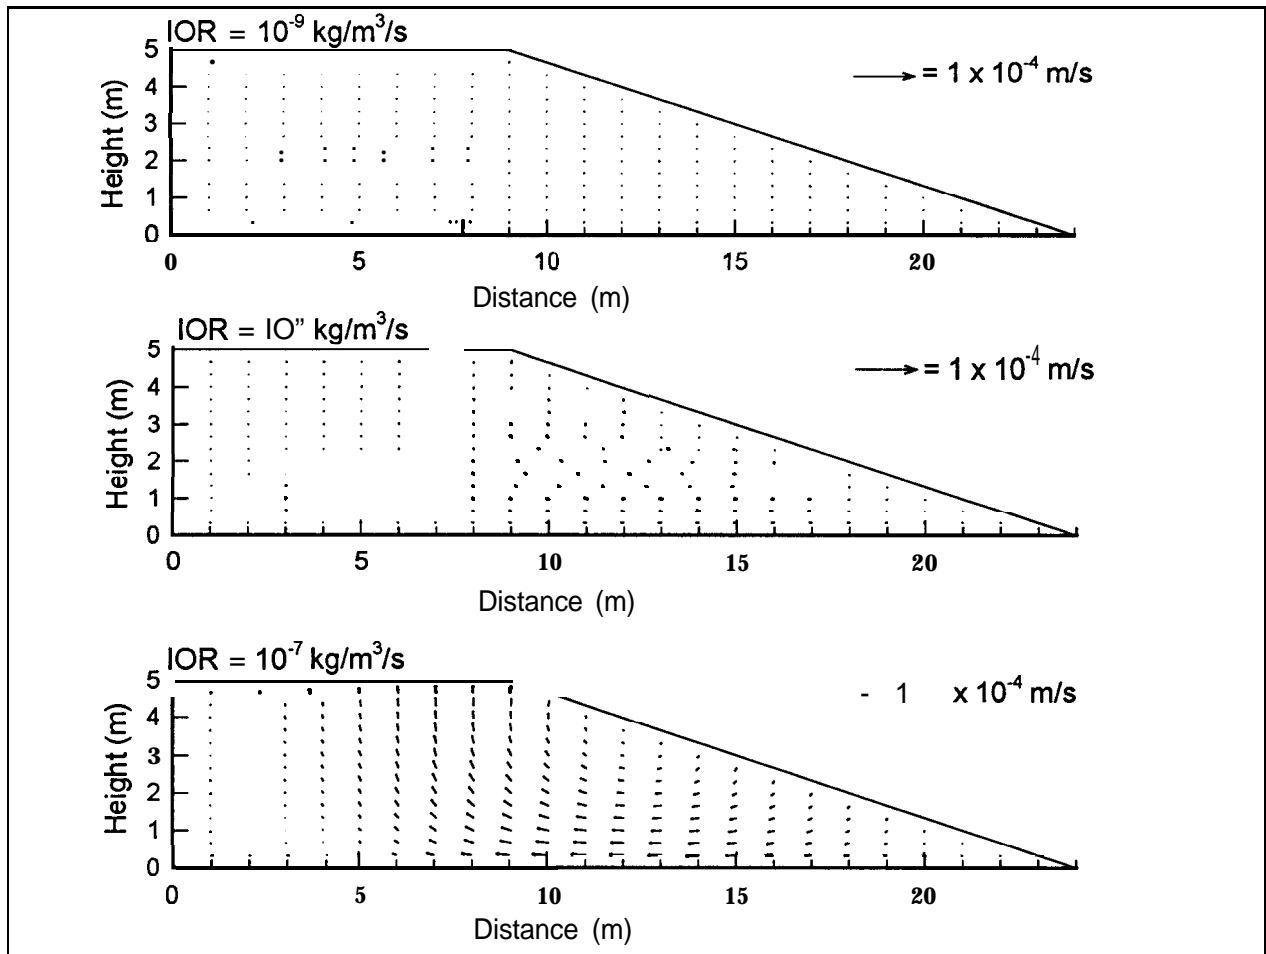 IOR = 10⁻⁹ kg/m³/s
= 1 x 10⁻⁴ m/s
Height (m)
5
4
3
2
1
0
0 5 10 15 20
Distance (m)
IOR = IO” kg/m³/s
= 1 x 10⁻⁴ m/s
Height (m)
5
4
3
2
1
0
0 5 10 15 20
Distance (m)
IOR = 10⁻⁷ kg/m³/s
- 1 x 10⁻⁴ m/s
Height (m)
5
4
3
2
1
0
0 5 10 15 20
Distance (m)